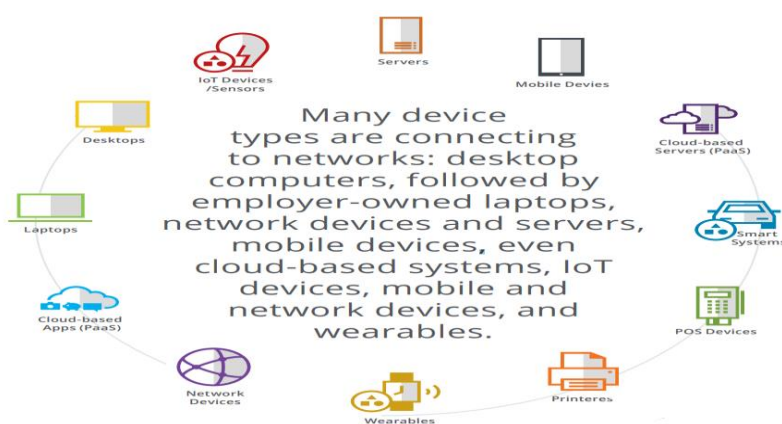 Servers
IoT Devices
/Sensors
Mobile Devies
Desktops
Cloud-based
Servers (PaaS)
Many device
types are connecting
to networks: desktop
computers, followed by
employer-owned laptops,
network devices and servers,
mobile devices, even
cloud-based systems, IoT
devices, mobile and
network devices, and
wearables.
Laptops
Smart
Systems
Cloud-based
Apps (PaaS)
POS Devices
Network
Devices
Printeres
Wearables